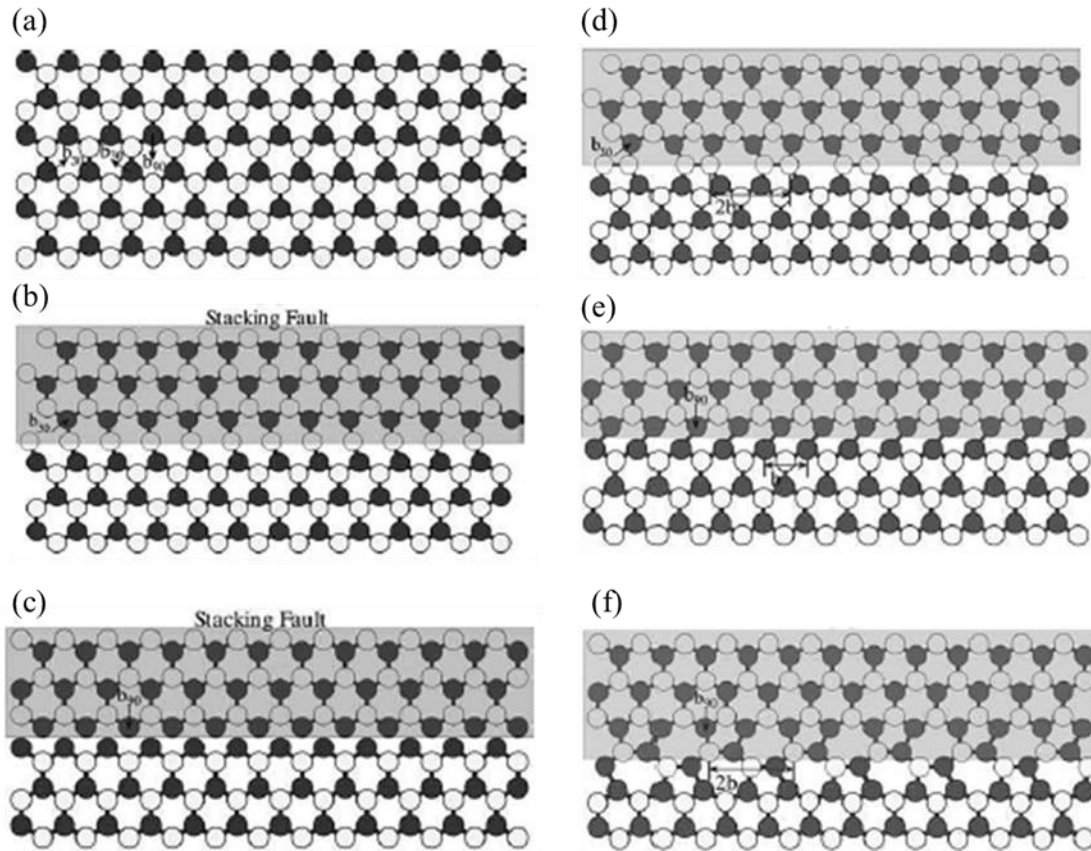 (a)
b₃₀ b₃₀ b₉₀
(b)
Stacking Fault
b₃₀
(c)
Stacking Fault
b₉₀
(d)
b₃₀
2b
(e)
b₉₀
(f)
b₉₀
2b